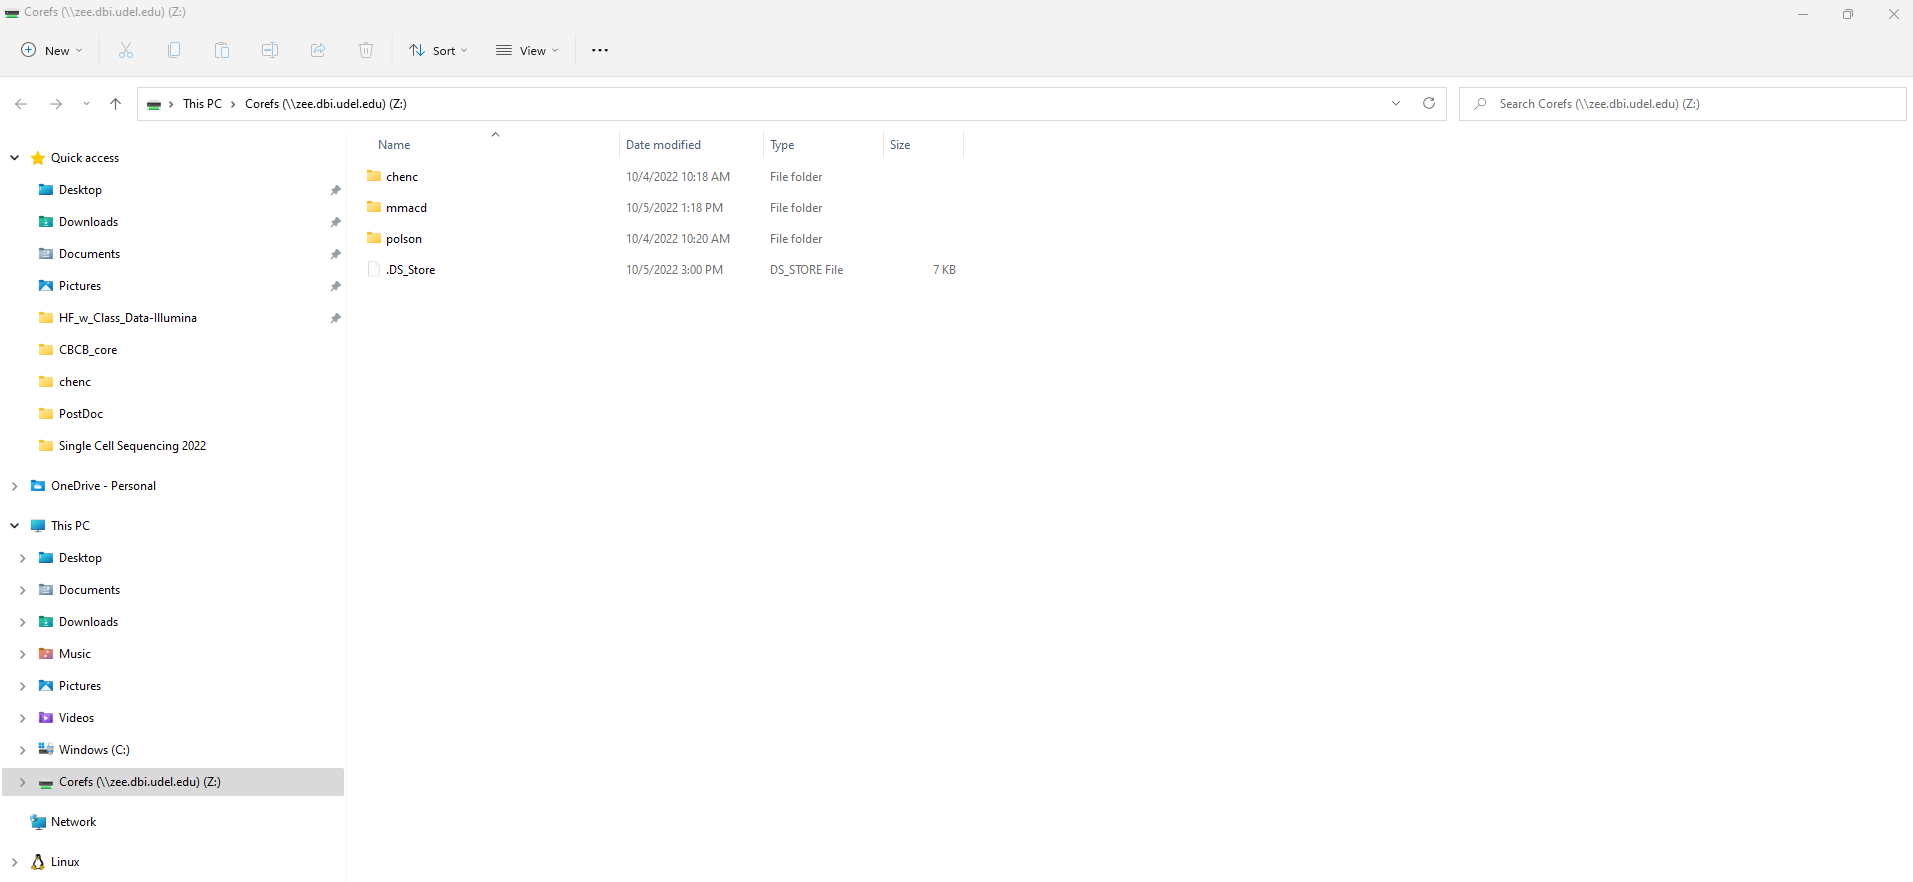 Corefs (\\zee.dbi.udel.edu) (Z:)
New Sort View
This PC Corefs (\\zee.dbi.udel.edu) (Z:) Search Corefs (\\zee.dbi.udel.edu) (Z:)
Quick access
Desktop
Downloads
Documents
Pictures
HF_w_Class_Data-Illumina
CBCB_core
chenc
PostDoc
Single Cell Sequencing 2022
OneDrive - Personal
This PC
Desktop
Documents
Downloads
Music
Pictures
Videos
Windows (C:)
Corefs (\\zee.dbi.udel.edu) (Z:)
Network
Linux
Name Date modified Type Size
chenc 10/4/2022 10:18 AM File folder
mmacd 10/5/2022 1:18 PM File folder
polson 10/4/2022 10:20 AM File folder
.DS_Store 10/5/2022 3:00 PM DS_STORE File 7 KB